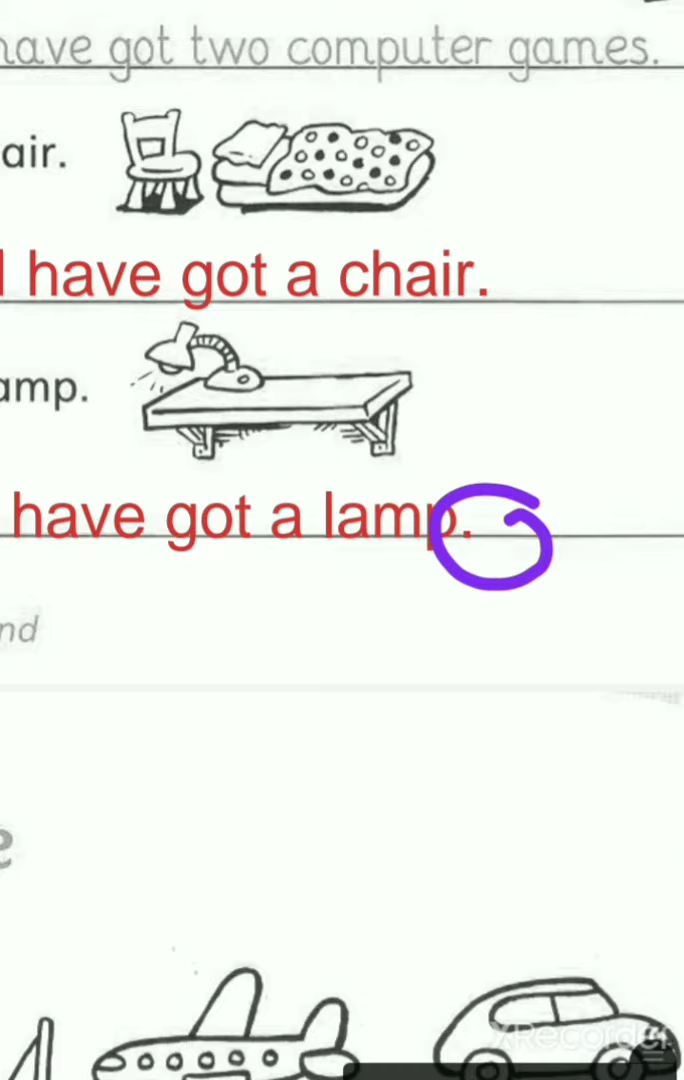 have got two computer games.
air.
I have got a chair.
amp.
have got a lamp.
nd
e
XRecorder